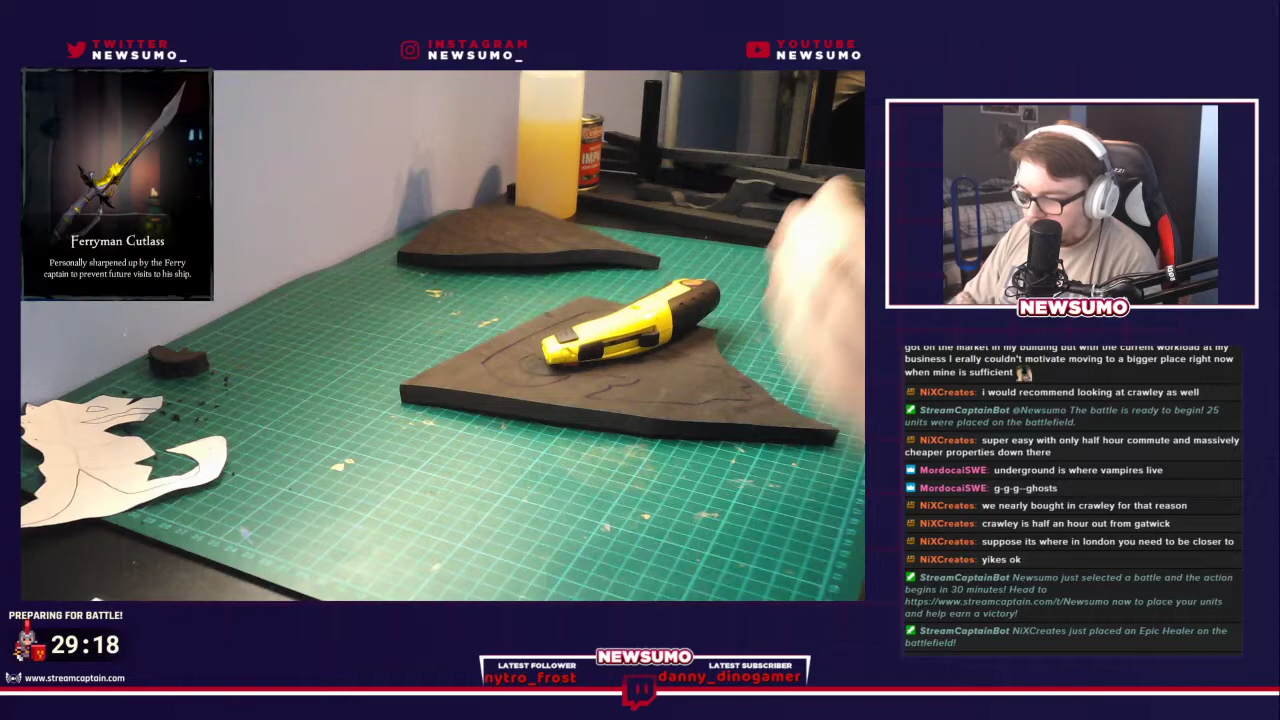 TWITTER
NEWSUMO_
INSTAGRAM
NEWSUMO_
YOUTUBE
NEWSUMO
Ferryman Cutlass
Personally sharpened up by the Ferry
captain to prevent future visits to his ship.
NEWSUMO
got on the market in my building but with the current workload at my
business I erally couldn't motivate moving to a bigger place right now
when mine is sufficient
NiXCreates: i would recommend looking at crawley as well
StreamCaptainBot @Newsumo The battle is ready to begin! 25
units were placed on the battlefield.
NiXCreates: super easy with only half hour commute and massively
cheaper properties down there
MordocaiSWE: underground is where vampires live
MordocaiSWE: g-g-g--ghosts
NiXCreates: we nearly bought in crawley for that reason
NiXCreates: crawley is half an hour out from gatwick
NiXCreates: suppose its where in london you need to be closer to
NiXCreates: yikes ok
StreamCaptainBot Newsumo just selected a battle and the action
begins in 30 minutes! Head to
https://www.streamcaptain.com/t/Newsumo now to place your units
and help earn a victory!
StreamCaptainBot NiXCreates just placed an Epic Healer on the
battlefield!
PREPARING FOR BATTLE!
29:18
www.streamcaptain.com
NEWSUMO
LATEST FOLLOWER
nytro_frost
LATEST SUBSCRIBER
danny_dinogamer